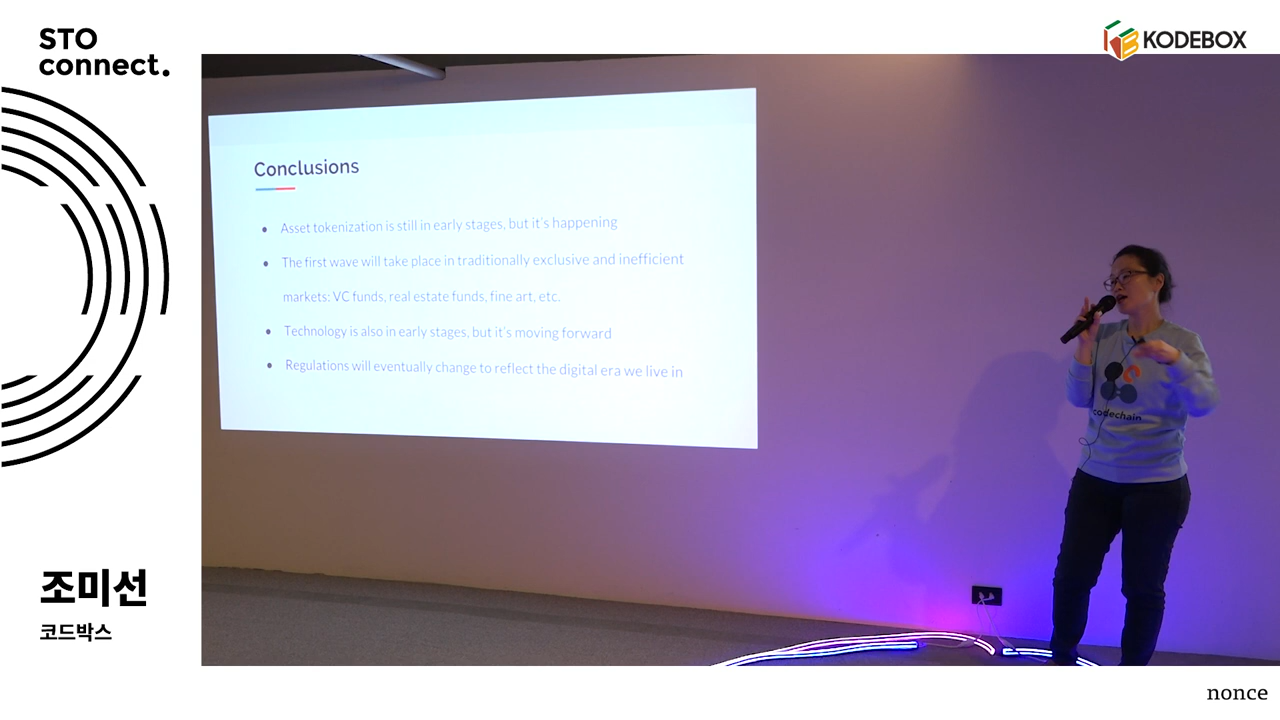 STO
connect.
KODEBOX
Conclusions
Asset tokenization is still in early stages, but it's happening
The first wave will take place in traditionally exclusive and inefficient
markets: VC funds, real estate funds, fine art, etc.
Technology is also in early stages, but it's moving forward
Regulations will eventually change to reflect the digital era we live in
codechain
조미선
코드박스
nonce